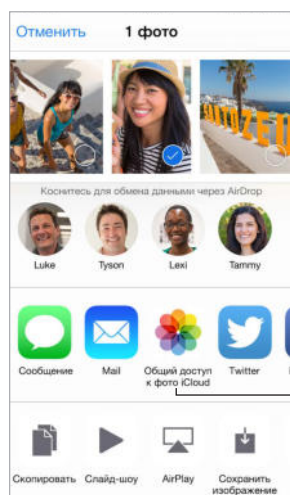 Отменить 1 фото
Коснитесь для обмена данными через AirDrop
Luke Tyson Lexi Tammy
Сообщение Mail Общий доступ Twitter
к фото iCloud
Скопировать Слайд-шоу AirPlay Сохранить
изображение